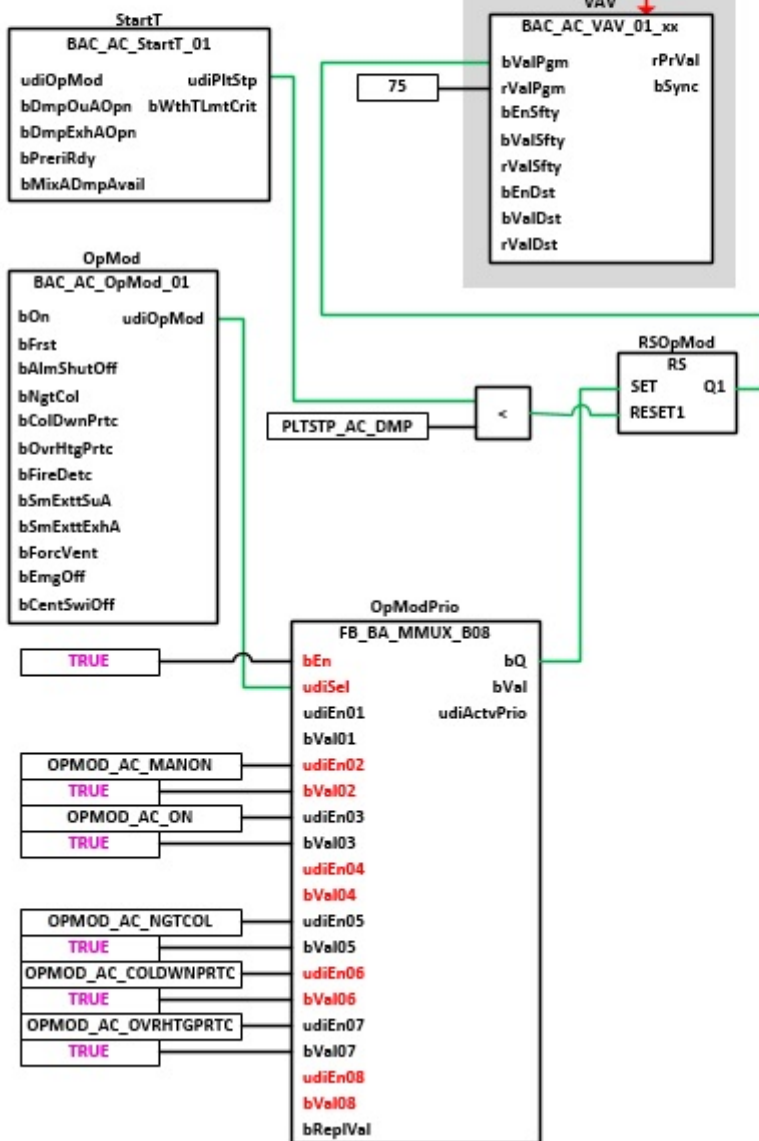 StartT
BAC_AC_StartT_01
udiOpMod udiPltStp
bDmpOuAOpn bWthTLmtCrit
bDmpExhAOpn
bPreriRdy
bMixADmpAvail
VAV
BAC_AC_VAV_01_xx
bValPgm rPrVal
75
rValPgm bSync
bEnSfty
bValSfty
rValSfty
bEnDst
bValDst
rValDst
OpMod
BAC_AC_OpMod_01
bOn udiOpMod
bFrst
bAlmShutOff
bNgtCol
bColDwnPrtc
bOvrHtgPrtc
bFireDetc
bSmExttSuA
bSmExttExhA
bForcVent
bEmgOff
bCentSwiOff
RSOpMod
RS
SET Q1
RESET1
<
PLTSTP_AC_DMP
OpModPrio
FB_BA_MMUX_B08
TRUE bEn bQ
udiSel bVal
udiEn01 udiActvPrio
bVal01
OPMOD_AC_MANON udiEn02
TRUE bVal02
OPMOD_AC_ON udiEn03
TRUE bVal03
udiEn04
bVal04
OPMOD_AC_NGTCOL udiEn05
TRUE bVal05
OPMOD_AC_COLDWNPRTC udiEn06
TRUE bVal06
OPMOD_AC_OVRHTGPRTC udiEn07
TRUE bVal07
udiEn08
bVal08
bReplVal